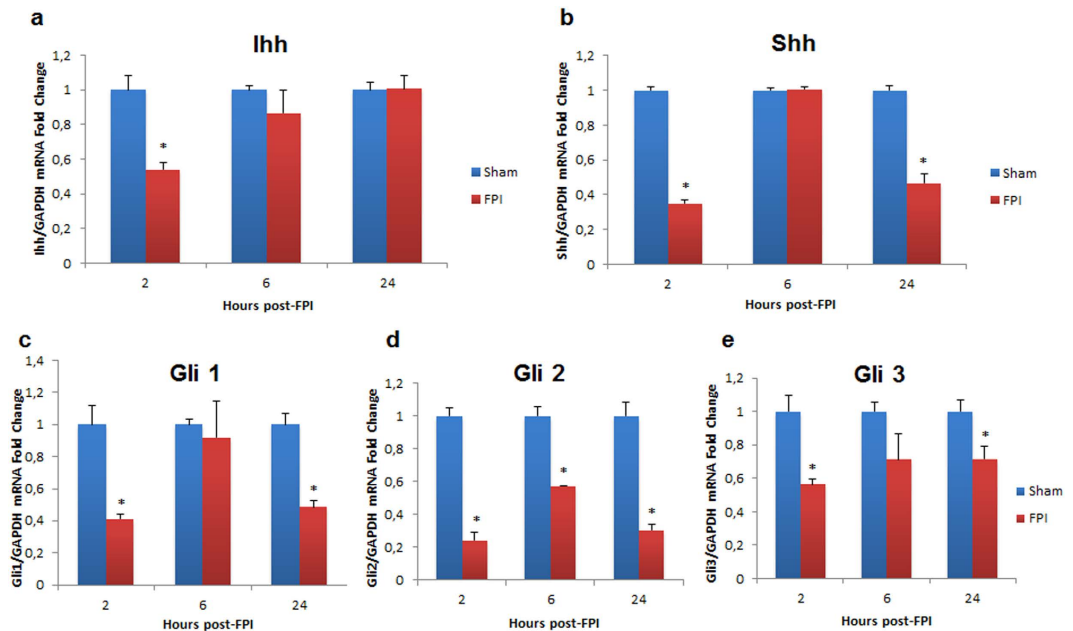 a
Ihh
Ihh/GAPDH mRNA Fold Change
1,2
1
0,8
0,6
0,4
0,2
0
*
2
6
24
Hours post-FPI
Sham
FPI
b
Shh
Shh/GAPDH mRNA Fold Change
1,2
1
0,8
0,6
0,4
0,2
0
*
*
2
6
24
Hours post-FPI
Sham
FPI
c
Gli 1
Gli1/GAPDH mRNA Fold Change
1,4
1,2
1
0,8
0,6
0,4
0,2
0
*
*
2
6
24
Hours post-FPI
d
Gli 2
Gli2/GAPDH mRNA Fold Change
1,2
1
0,8
0,6
0,4
0,2
0
*
*
*
2
6
24
Hours post-FPI
e
Gli 3
Gli3/GAPDH mRNA Fold Change
1,2
1
0,8
0,6
0,4
0,2
0
*
*
2
6
24
Hours post-FPI
Sham
FPI